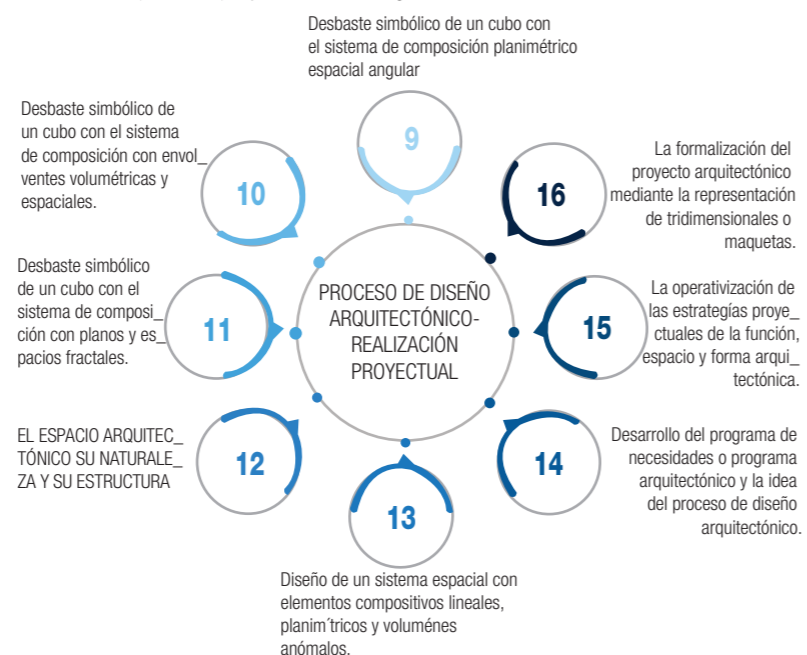 Desbaste simbólico de un cubo con
el sistema de composición planimétrico
espacial angular
9
Desbaste simbólico de
un cubo con el sistema
de composición con envol_
ventes volumétricas y
espaciales.
10
Desbaste simbólico
de un cubo con el
sistema de composi_
ción con planos y es_
pacios fractales.
11
EL ESPACIO ARQUITEC_
TÓNICO SU NATURALE_
ZA Y SU ESTRUCTURA
12
13
Diseño de un sistema espacial con
elementos compositivos lineales,
planim´tricos y voluménes
anómalos.
14
Desarrollo del programa de
necesidades o programa
arquitectónico y la idea
del proceso de diseño
arquitectónico.
15
La operativización de
las estrategías proye_
ctuales de la función,
espacio y forma arqui_
tectónica.
16
La formalización del
proyecto arquitectónico
mediante la representación
de tridimensionales o
maquetas.
PROCESO DE DISEÑO
ARQUITECTÓNICO-
REALIZACIÓN
PROYECTUAL